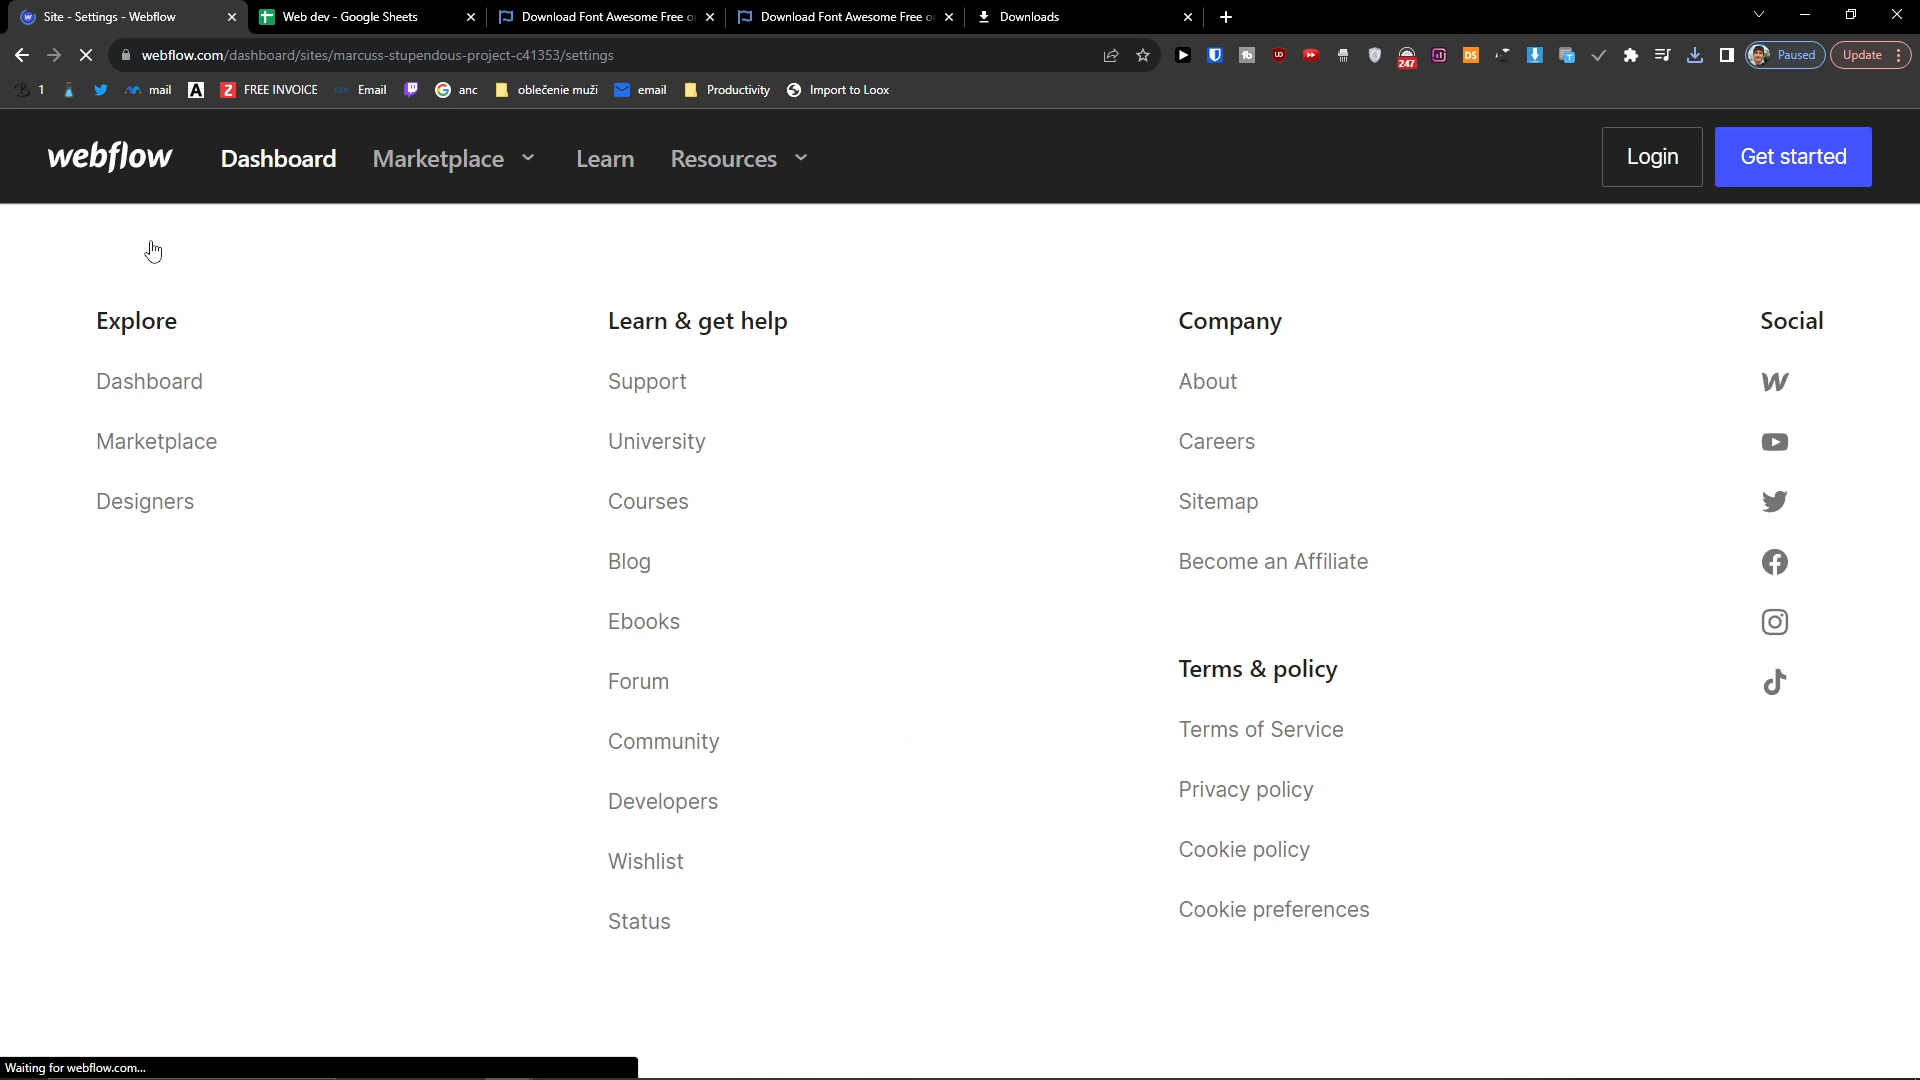 Site - Settings - Webflow
Web dev - Google Sheets
Download Font Awesome Free o
Download Font Awesome Free o
Downloads
webflow.com/dashboard/sites/marcuss-stupendous-project-c41353/settings
247
DS
Paused
Update
1
mail
A
Z FREE INVOICE
Email
anc
oblečenie muži
email
Productivity
Import to Loox
webflow
Dashboard
Marketplace
Learn
Resources
Login
Get started
Explore
Dashboard
Marketplace
Designers
Learn & get help
Support
University
Courses
Blog
Ebooks
Forum
Community
Developers
Wishlist
Status
Company
About
Careers
Sitemap
Become an Affiliate
Terms & policy
Terms of Service
Privacy policy
Cookie policy
Cookie preferences
Social
Waiting for webflow.com...